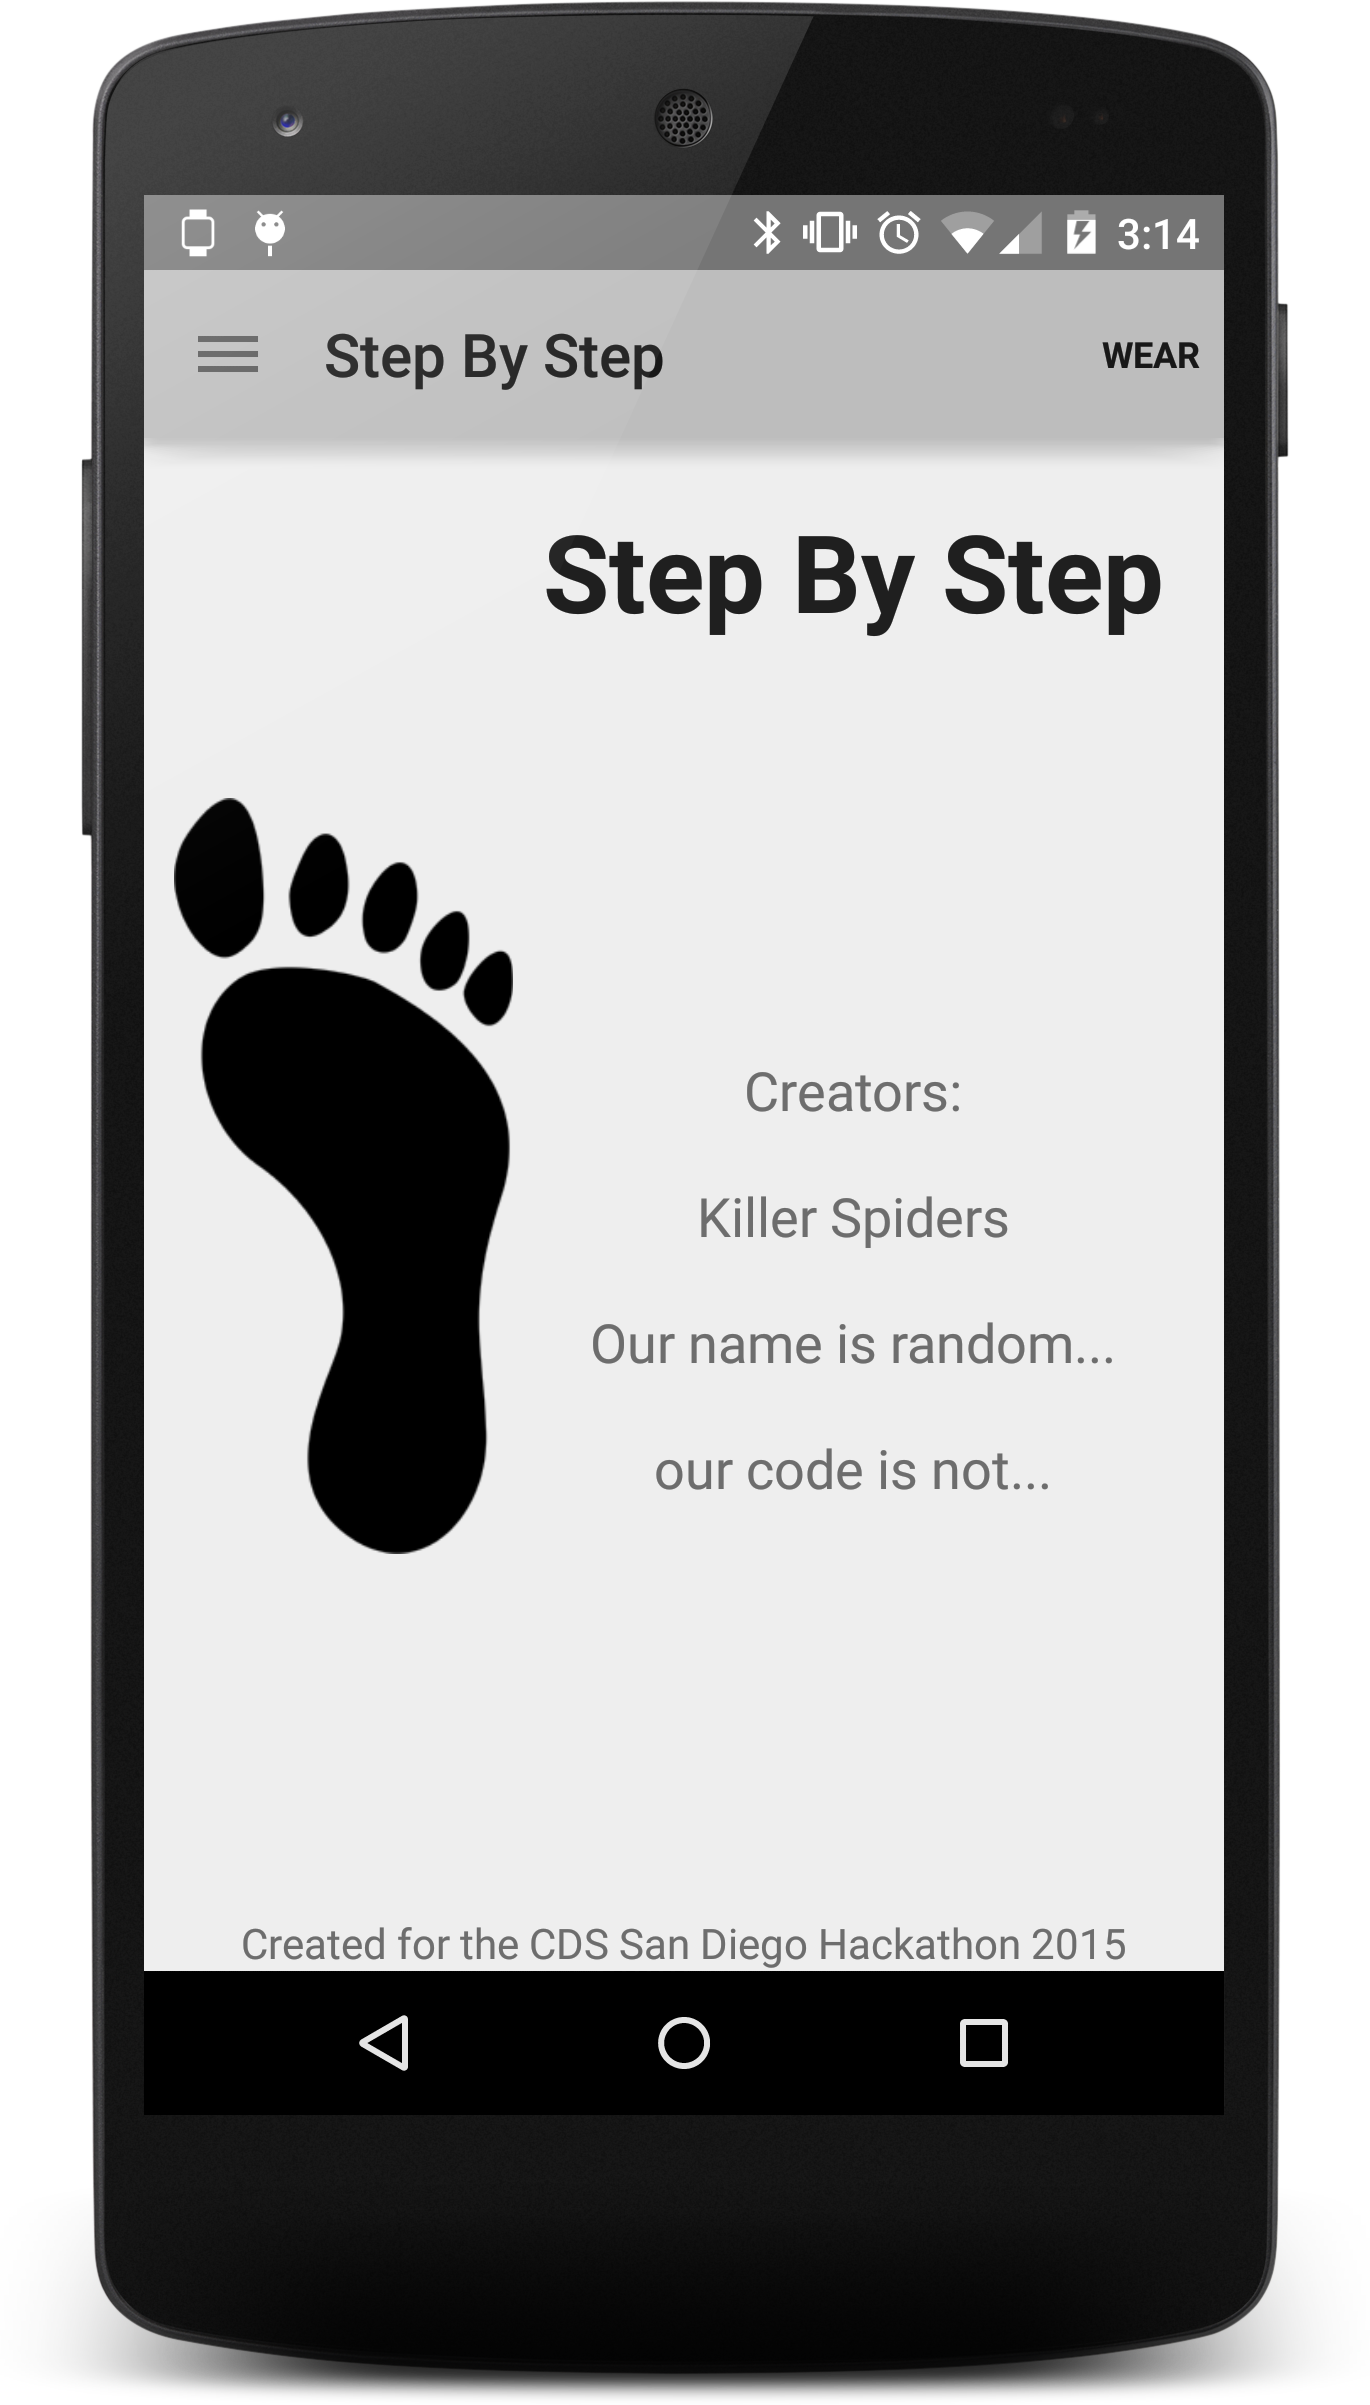 3:14
Step By Step
WEAR
Step By Step
Creators:
Killer Spiders
Our name is random...
our code is not...
Created for the CDS San Diego Hackathon 2015